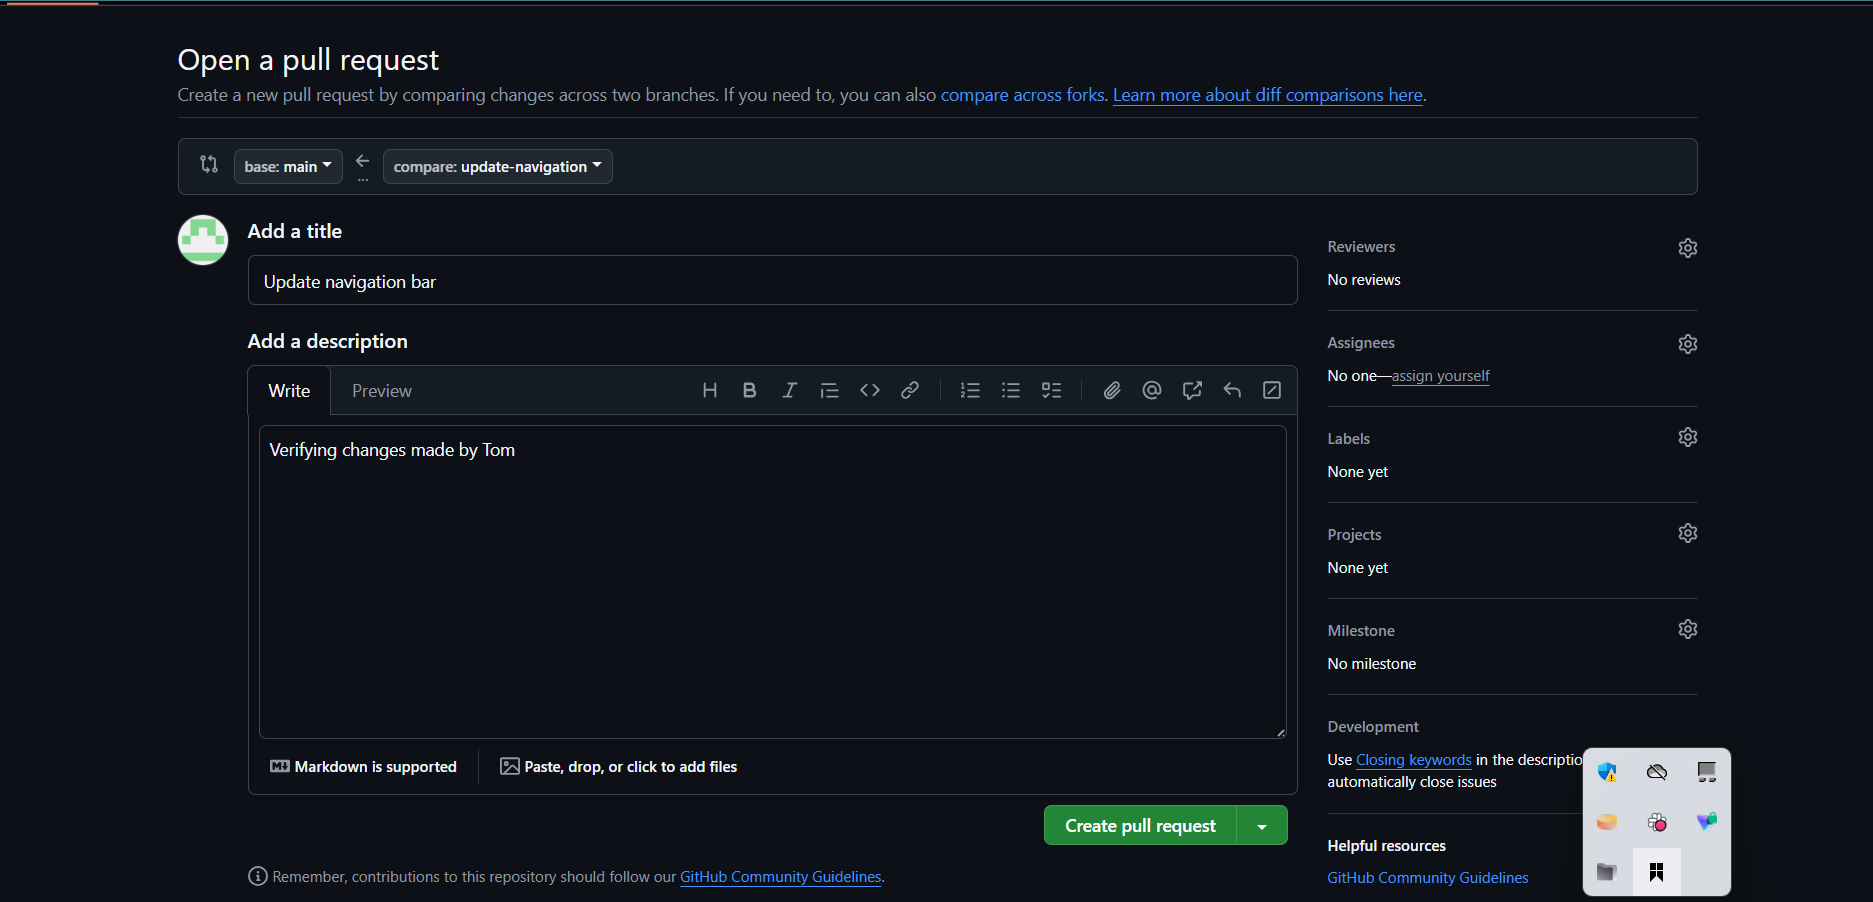 Open a pull request
Create a new pull request by comparing changes across two branches. If you need to, you can also compare across forks. Learn more about diff comparisons here.
base: main
...
compare: update-navigation
Add a title
Update navigation bar
Add a description
Write
Preview
Verifying changes made by Tom
Markdown is supported
Paste, drop, or click to add files
Create pull request
Remember, contributions to this repository should follow our GitHub Community Guidelines.
Reviewers
No reviews
Assignees
No one—assign yourself
Labels
None yet
Projects
None yet
Milestone
No milestone
Development
Use Closing keywords in the descriptio
automatically close issues
Helpful resources
GitHub Community Guidelines